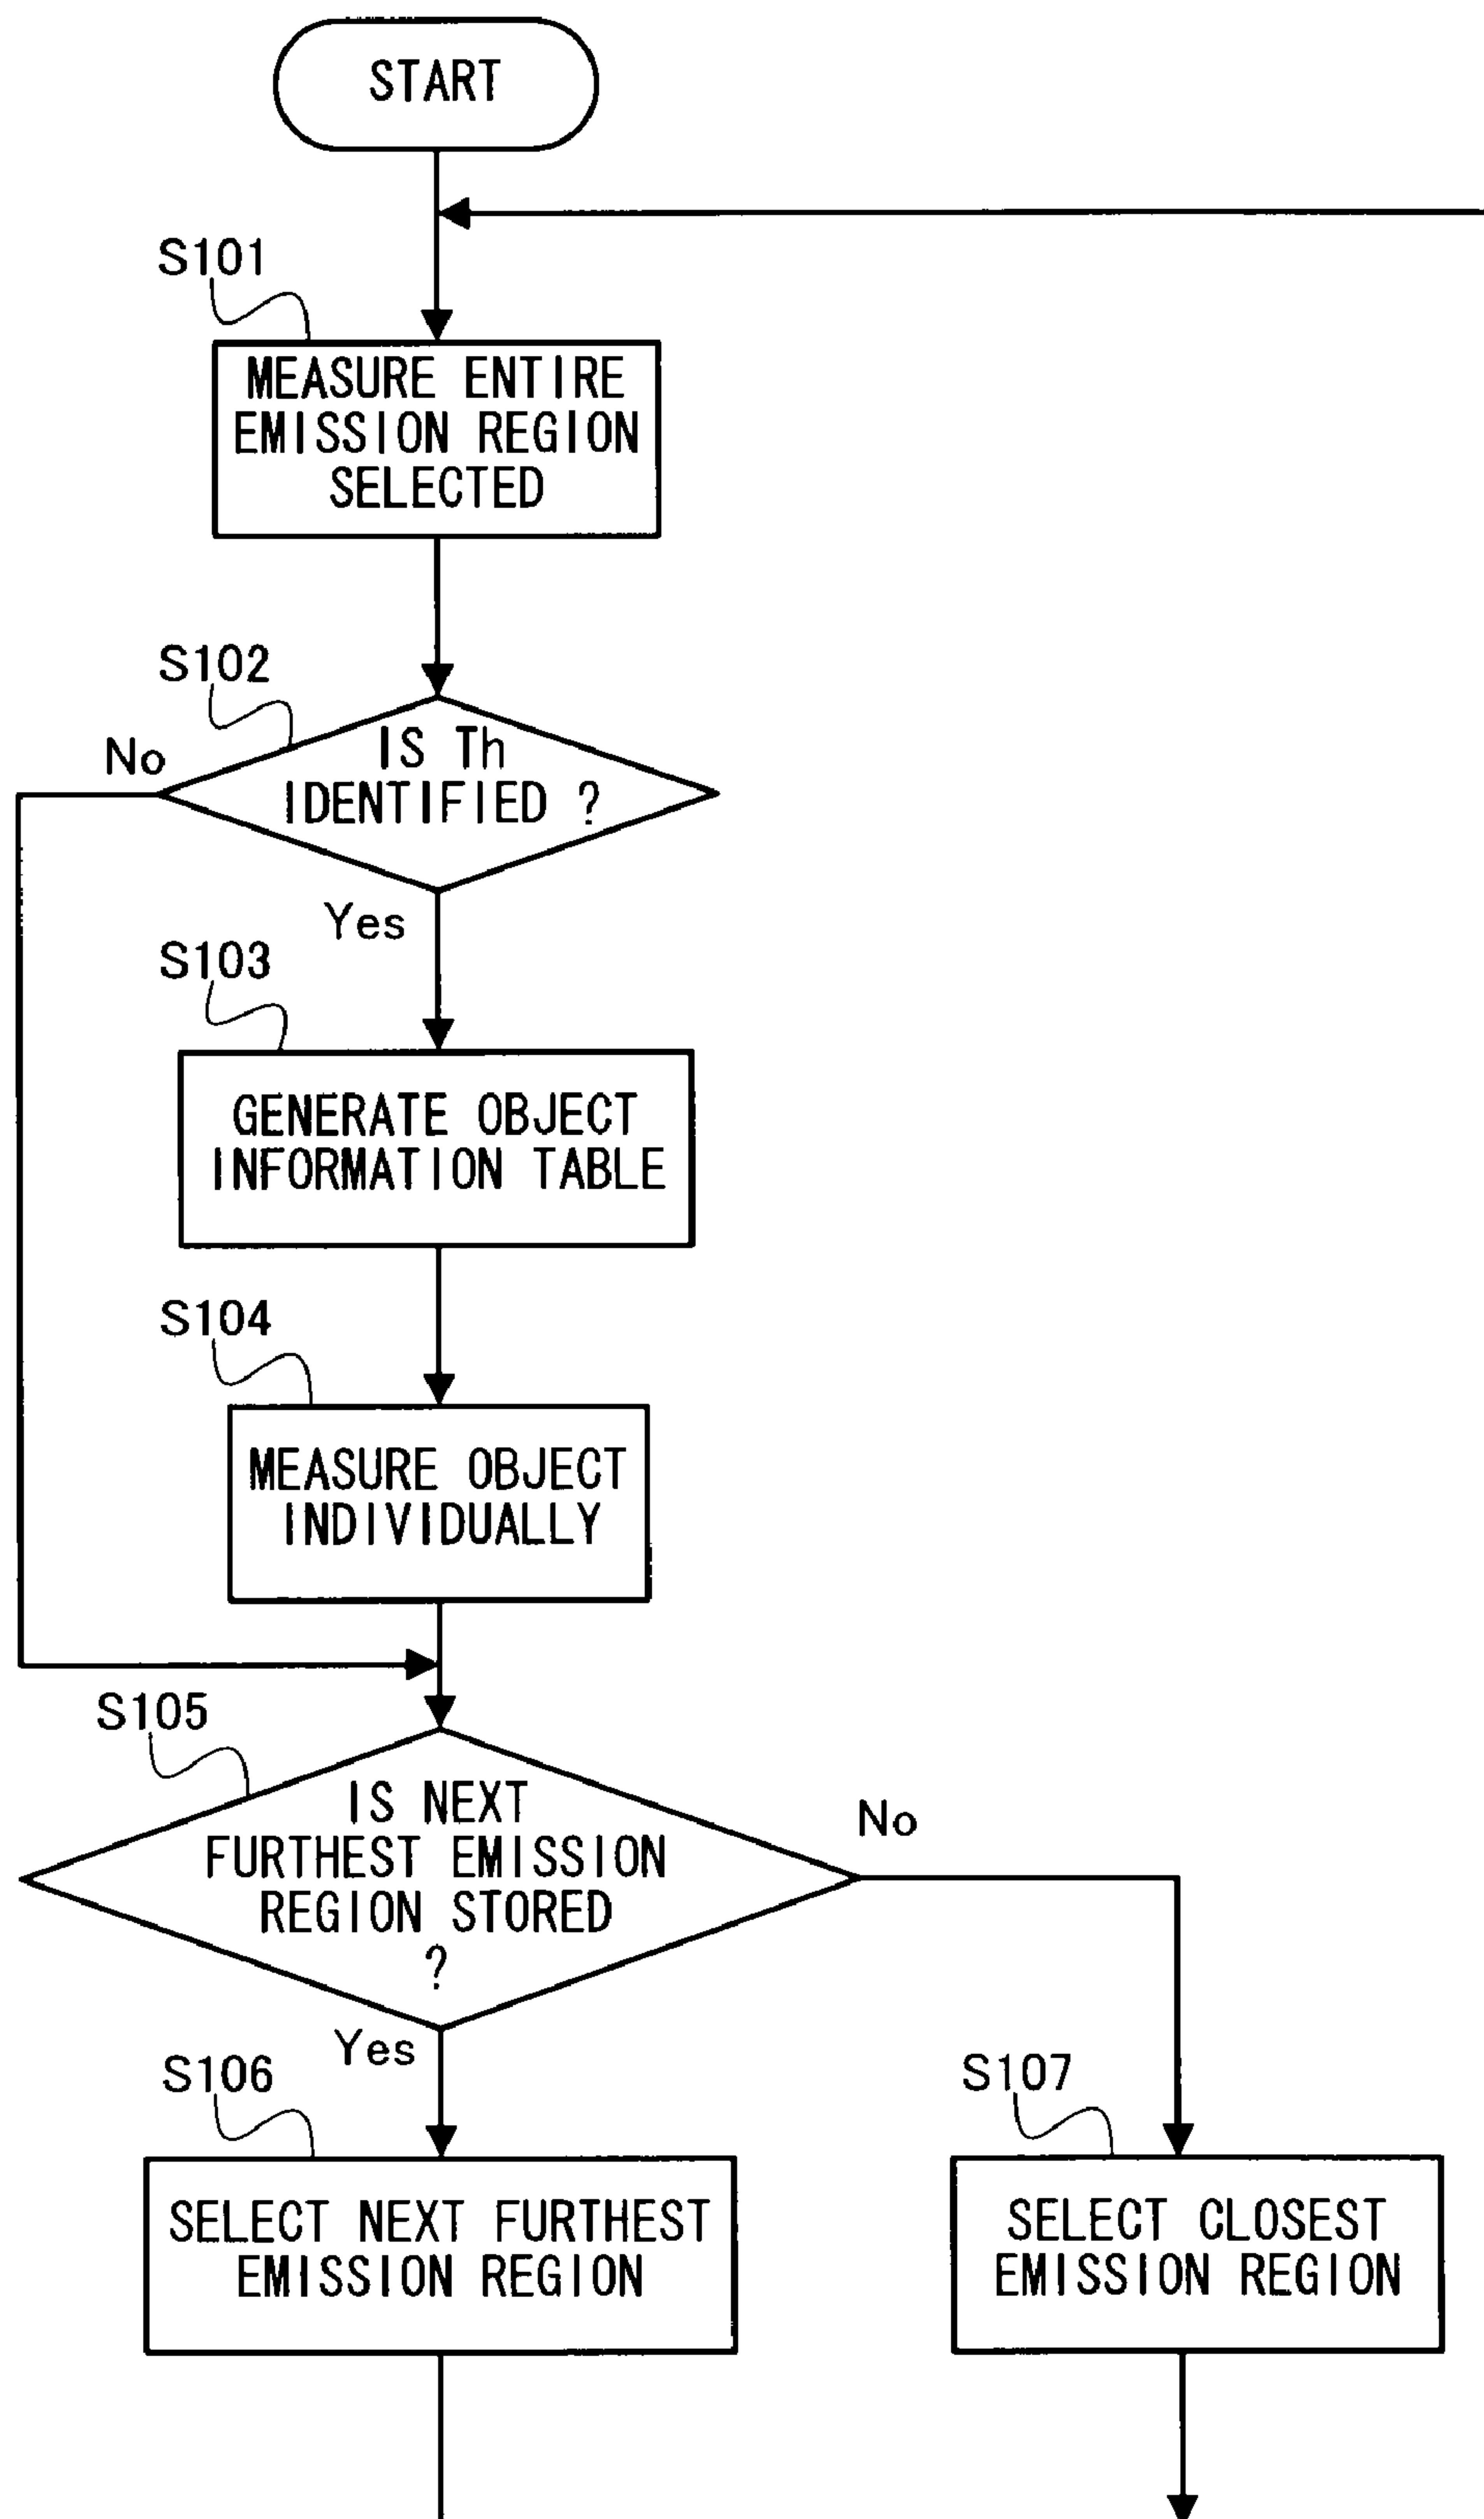 START
S101
MEASURE ENTIRE
EMISSION REGION
SELECTED
S102
No
IS Th
IDENTIFIED ?
Yes
S103
GENERATE OBJECT
INFORMATION TABLE
S104
MEASURE OBJECT
INDIVIDUALLY
S105
IS NEXT
FURTHEST EMISSION
REGION STORED
?
No
Yes
S106
SELECT NEXT FURTHEST
EMISSION REGION
S107
SELECT CLOSEST
EMISSION REGION